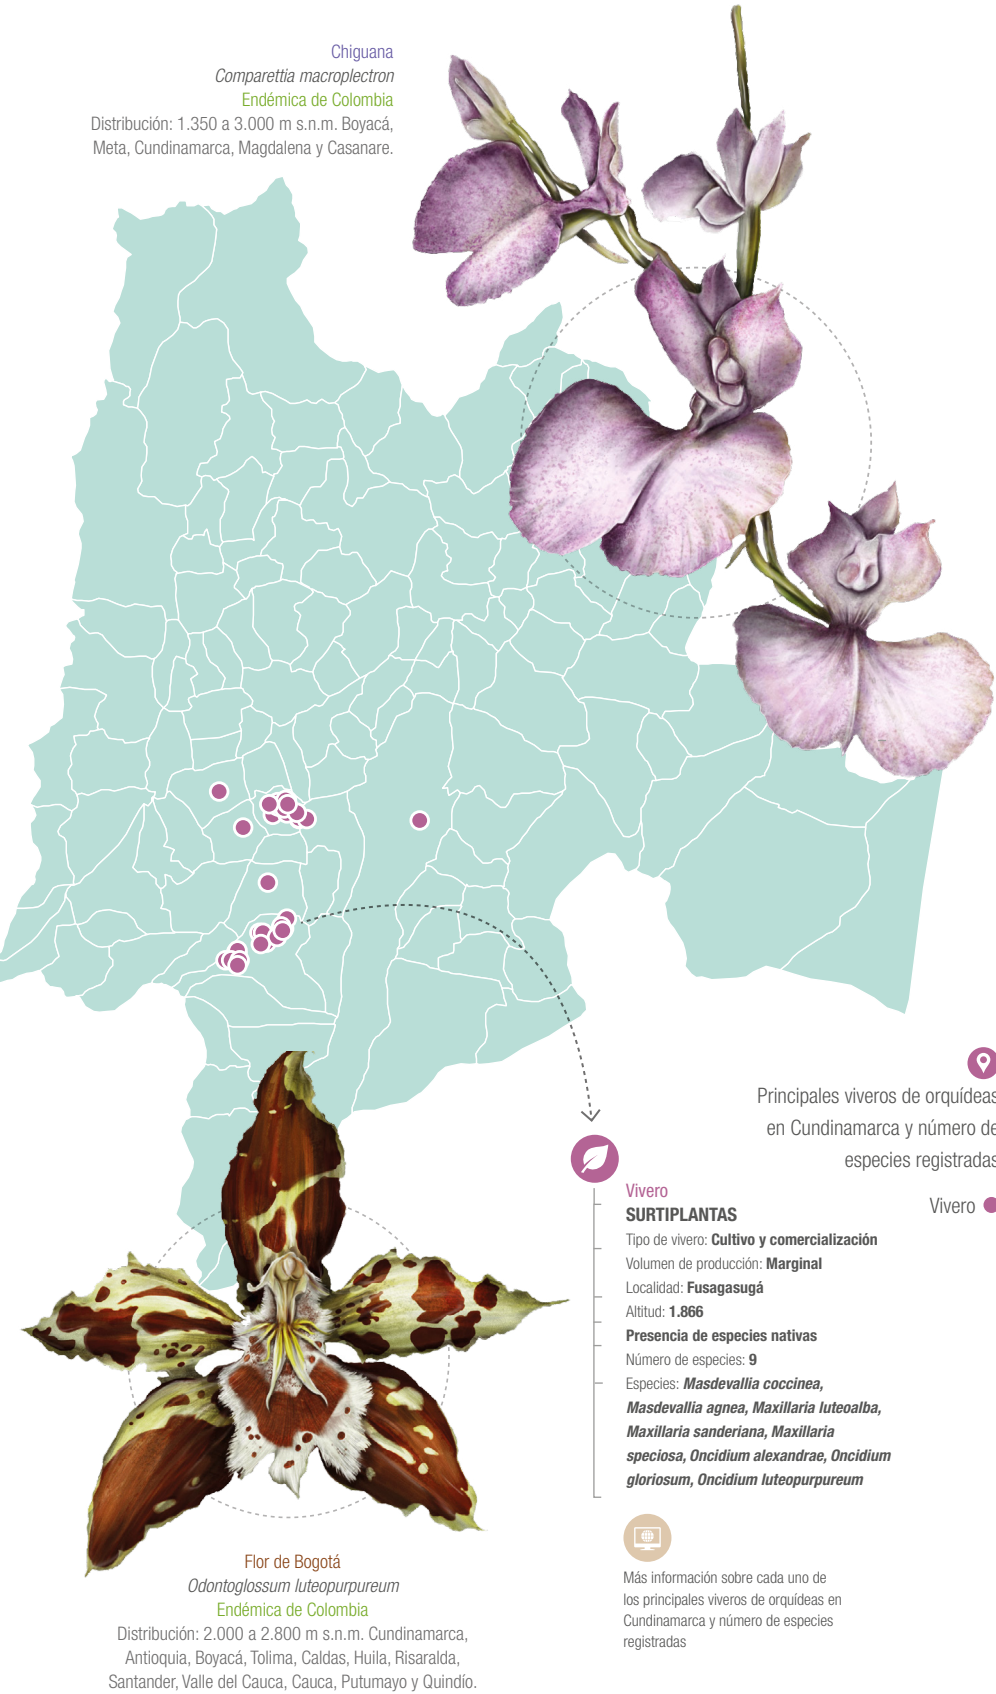 Chiguana
Comparettia macroplectron
Endémica de Colombia
Distribución: 1.350 a 3.000 m s.n.m. Boyacá,
Meta, Cundinamarca, Magdalena y Casanare.
Principales viveros de orquídeas
en Cundinamarca y número de
especies registradas
Vivero
Vivero
SURTIPLANTAS
Tipo de vivero: Cultivo y comercialización
Volumen de producción: Marginal
Localidad: Fusagasugá
Altitud: 1.866
Presencia de especies nativas
Número de especies: 9
Especies: Masdevallia coccinea,
Masdevallia agnea, Maxillaria luteoalba,
Maxillaria sanderiana, Maxillaria
speciosa, Oncidium alexandrae, Oncidium
gloriosum, Oncidium luteopurpureum
Más información sobre cada uno de
los principales viveros de orquídeas en
Cundinamarca y número de especies
registradas
Flor de Bogotá
Odontoglossum luteopurpureum
Endémica de Colombia
Distribución: 2.000 a 2.800 m s.n.m. Cundinamarca,
Antioquia, Boyacá, Tolima, Caldas, Huila, Risaralda,
Santander, Valle del Cauca, Cauca, Putumayo y Quindío.